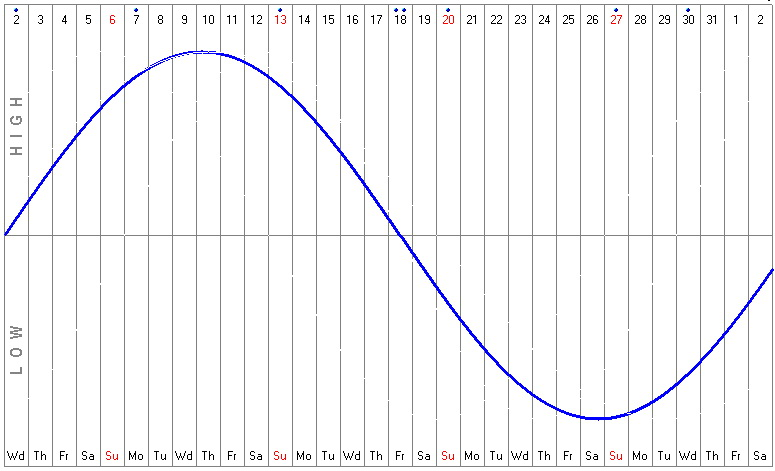 2 3 4 5 6 7 8 9 10 11 12 13 14 15 16 17 18 19 20 21 22 23 24 25 26 27 28 29 30 31 1 2
HIGH
LOW
Wd Th Fr Sa Su Mo Tu Wd Th Fr Sa Su Mo Tu Wd Th Fr Sa Su Mo Tu Wd Th Fr Sa Su Mo Tu Wd Th Fr Sa